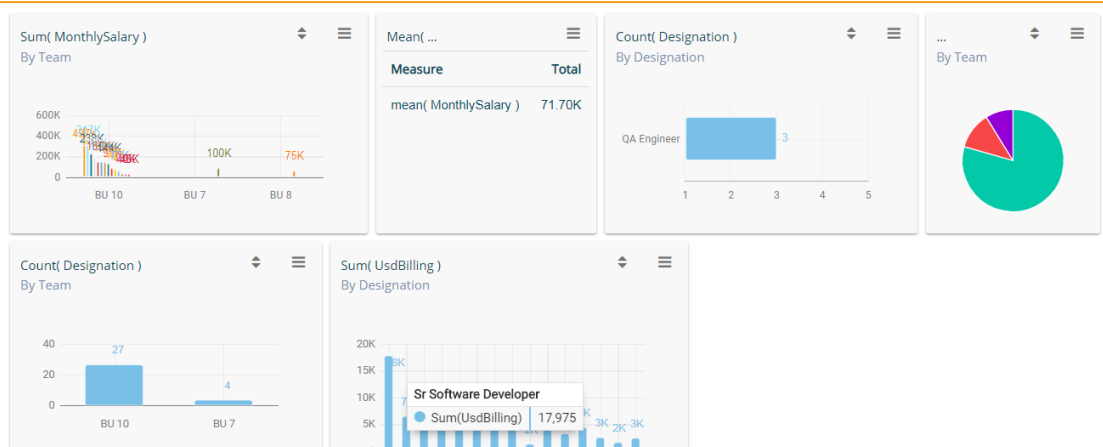 Sum( MonthlySalary )
By Team
600K
400K
200K
0
100K
75K
BU 10
BU 7
BU 8
Mean( ...
Measure Total
mean( MonthlySalary ) 71.70K
Count( Designation )
By Designation
QA Engineer
3
1 2 3 4 5
...
By Team
Count( Designation )
By Team
40
20
0
27
4
BU 10
BU 7
Sum( UsdBilling )
By Designation
20K
15K
10K
5K
Sr Software Developer
Sum(UsdBilling) 17,975
3K
2K
3K